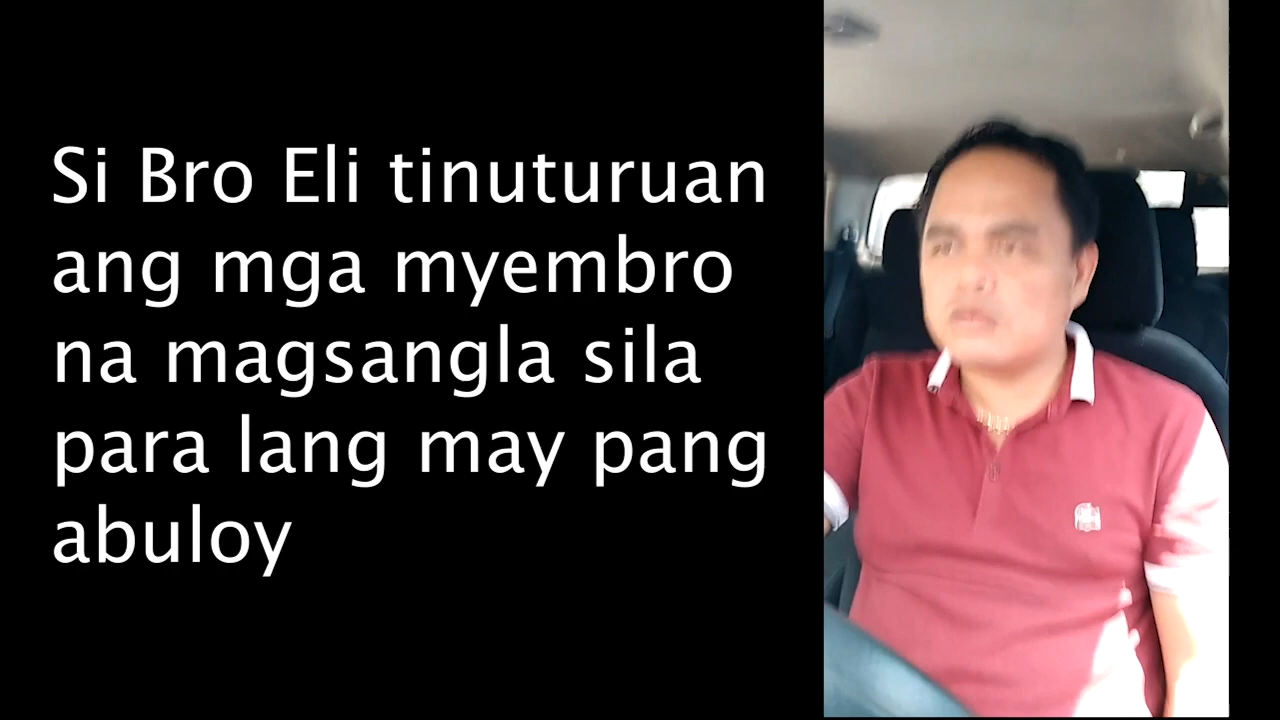 Si Bro Eli tinuturuan
ang mga myembro
na magsangla sila
para lang may pang
abuloy